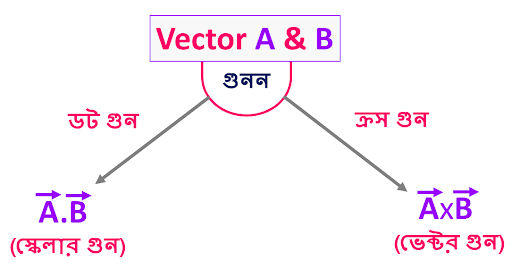 Vector A & B
গুনন
ডট গুন
ক্রস গুন
A.B
(স্কেলার গুন)
AxB
(ভেক্টর গুন)